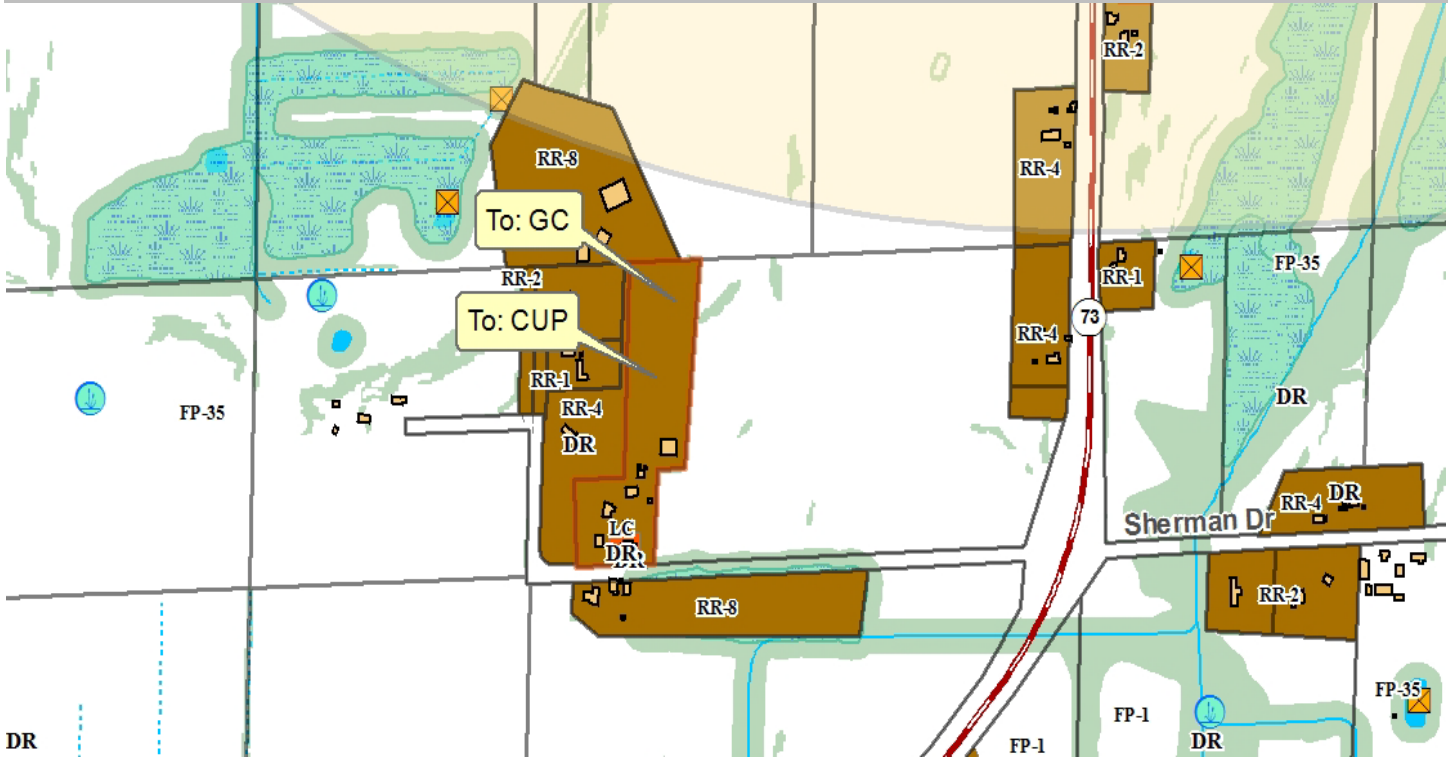 RR-2
RR-8
RR-4
To: GC
FP-35
RR-2
RR-1
To: CUP
73
RR-4
RR-1
DR
RR-4
FP-35
DR
DR
RR-4
Sherman Dr
LC
DR
RR-2
RR-8
FP-35
FP-1
DR
DR
FP-1